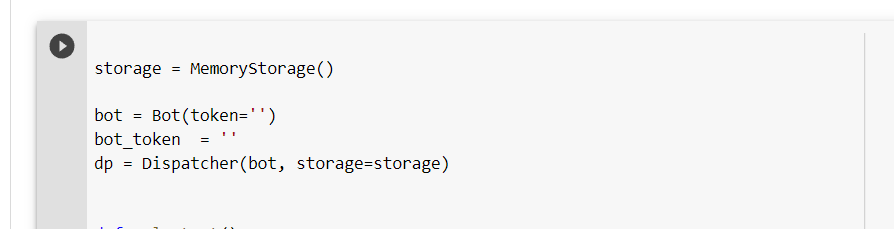 storage = MemoryStorage()
bot = Bot(token='')
bot_token  = ''
dp = Dispatcher(bot, storage=storage)